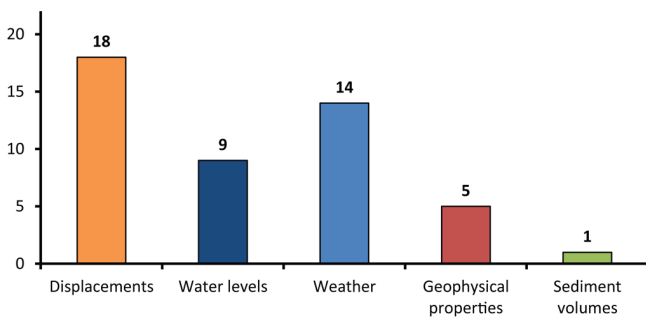 20
15
10
5
0
18
9
14
5
1
Displacements
Water levels
Weather
Geophysical
properties
Sediment
volumes